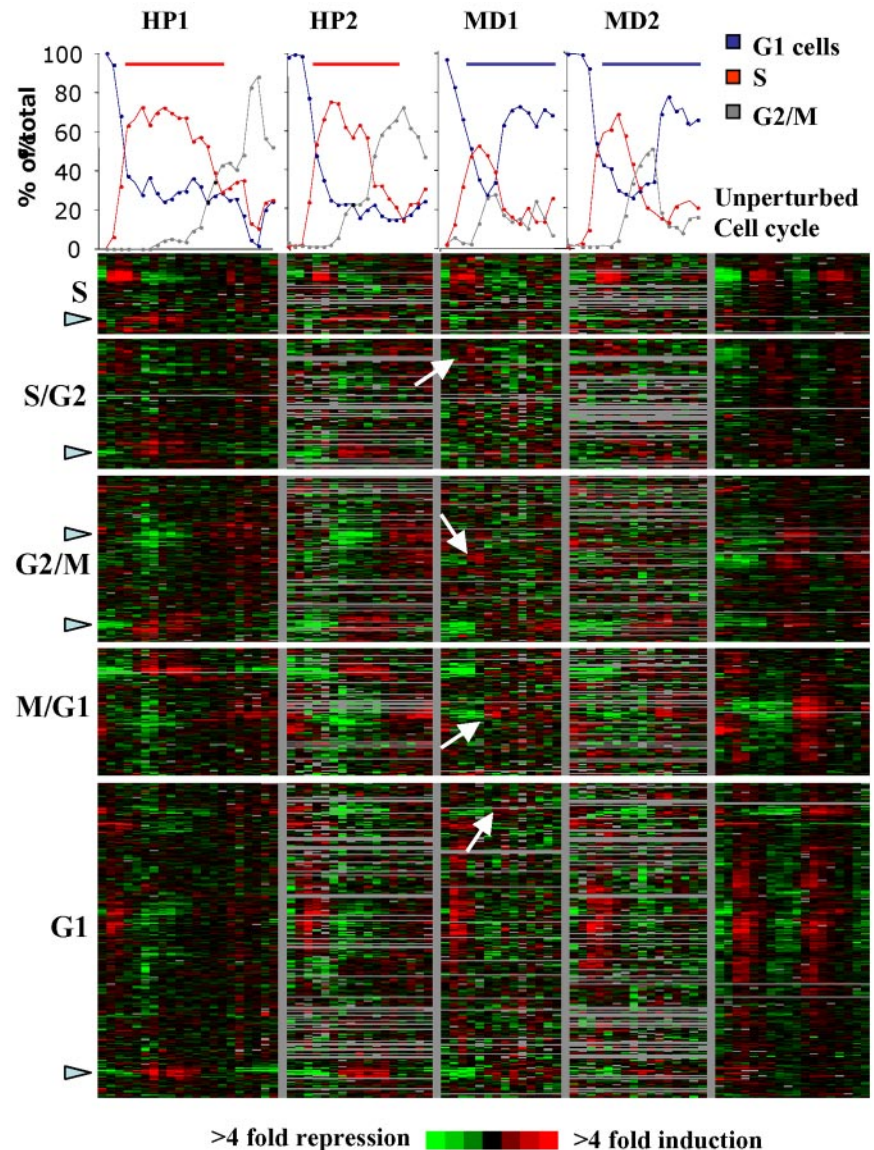 HP1 HP2 MD1 MD2
G1 cells
S
G2/M
100
80
60
40
20
0
Unperturbed
Cell cycle
S
S/G2
G2/M
M/G1
G1
>4 fold repression >4 fold induction